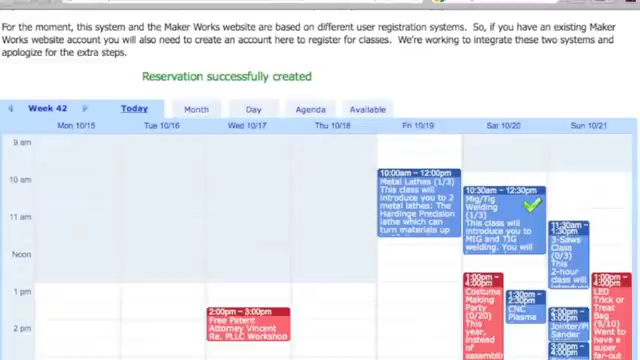 For the moment, this system and the Maker Works website are based on different user registration systems. So, if you have an existing Maker
Works website account you will also need to create an account here to register for classes. We're working to integrate these two systems and
apologize for the extra steps.
Reservation successfully created
Week 42
Today
Month
Day
Agenda
Available
Mon 10/15
Tue 10/16
Wed 10/17
Thu 10/18
Fri 10/19
Sat 10/20
Sun 10/21
9 am
10 am
11 am
Noon
1 pm
2 pm
2:00pm - 3:00pm
Free Patent
Attorney Vincent
Re, PLLC Workshop
10:00am - 12:00pm
Metal Lathes (1/3)
This class will
introduce you to 2
metal lathes: The
Hardinge Precision
lathe which can
turn materials up
10:30am - 12:30pm
Mig/Tig
Welding
(1/3)
This class will
introduce you to
MIG and TIG
welding. You will
1:00pm -
4:00pm
Costume
Making
Party
(0/20)
This year,
instead of
assembling
1:30pm -
2:30pm
CNC
Plasma
11:30am -
1:30pm
3-Saws
Class
(0/3)
This
2-hour
class will
2:00pm -
3:00pm
Jointer/Pl
Sander
3:00pm -
4:00pm
1:00pm -
4:00pm
LED
Trick or
Treat
Bag
(9/10)
Want to
have a
super
far-out